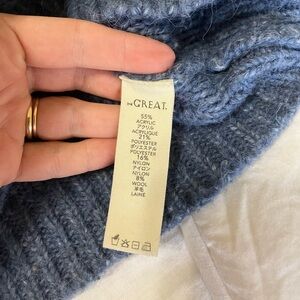 THE GREAT.
55%
ACRYLIC
アクリル
ACRYLIQUE
21%
POLYESTER
ポリエステル
POLYESTER
16%
NYLON
ナイロン
NYLON
8%
WOOL
羊毛
LAINE